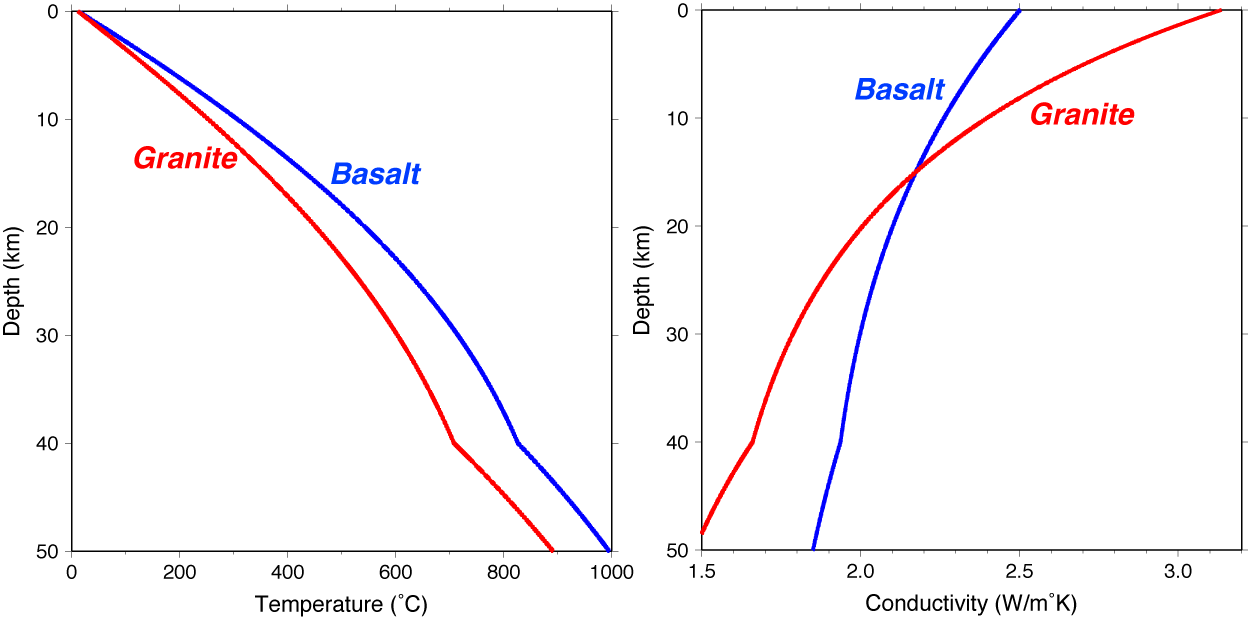 0
10
20
30
40
50
Depth (km)
Granite
Basalt
0 200 400 600 800 1000
Temperature (˚C)
0
10
20
30
40
50
Depth (km)
Basalt
Granite
1.5 2.0 2.5 3.0
Conductivity (W/m˚K)